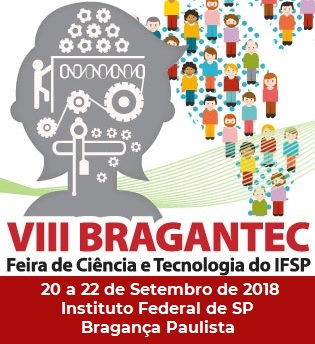 VIII BRAGANTEC
Feira de Ciência e Tecnologia do IFSP
20 a 22 de Setembro de 2018
Instituto Federal de SP
Bragança Paulista